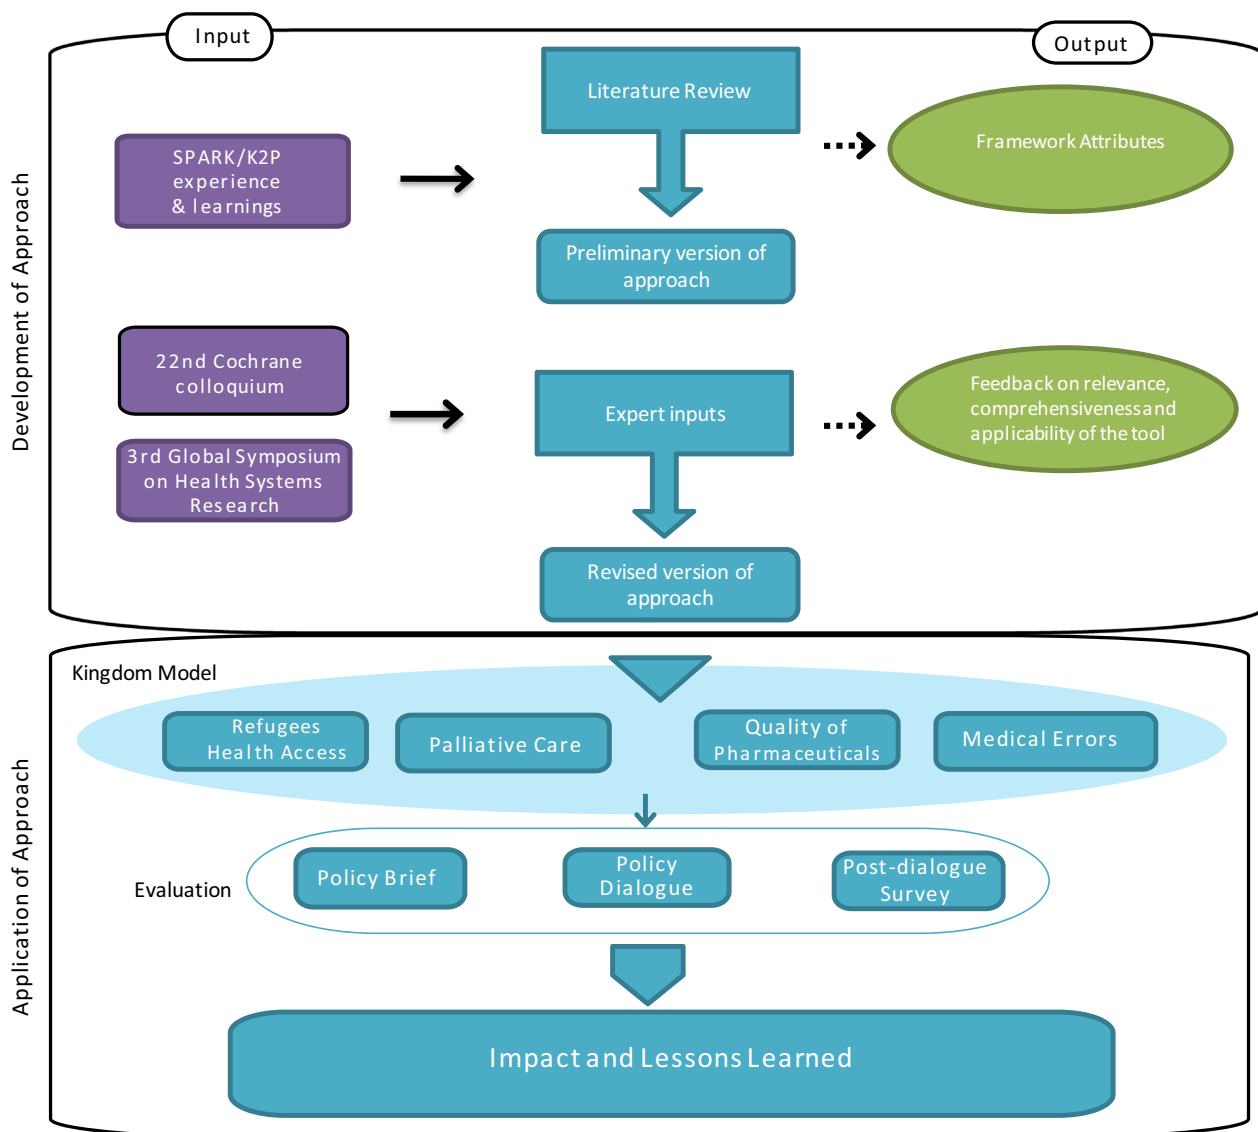 Input
Output
Development of Approach
Literature Review
Framework Attributes
SPARK/K2P
experience
& learnings
Preliminary version of
approach
22nd Cochrane
colloquium
3rd Global Symposium
on Health Systems
Research
Expert inputs
Feedback on relevance,
comprehensiveness and
applicability of the tool
Revised version of
approach
Application of Approach
Kingdom Model
Refugees
Health Access
Palliative Care
Quality of
Pharmaceuticals
Medical Errors
Evaluation
Policy Brief
Policy
Dialogue
Post-dialogue
Survey
Impact and Lessons Learned